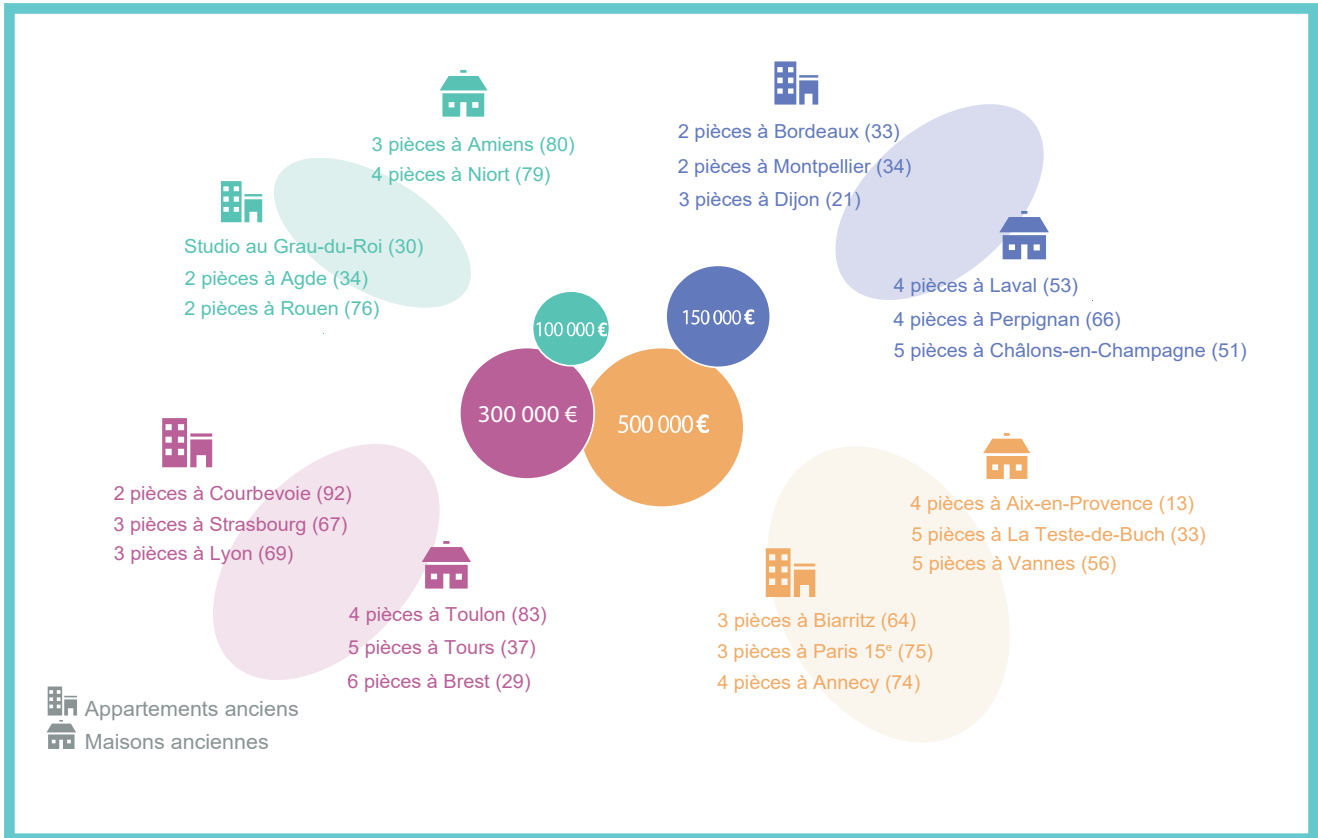 3 pièces à Amiens (80)
4 pièces à Niort (79)
Studio au Grau-du-Roi (30)
2 pièces à Agde (34)
2 pièces à Rouen (76)
2 pièces à Bordeaux (33)
2 pièces à Montpellier (34)
3 pièces à Dijon (21)
4 pièces à Laval (53)
4 pièces à Perpignan (66)
5 pièces à Châlons-en-Champagne (51)
100 000 €
150 000 €
300 000 €
500 000 €
2 pièces à Courbevoie (92)
3 pièces à Strasbourg (67)
3 pièces à Lyon (69)
4 pièces à Toulon (83)
5 pièces à Tours (37)
6 pièces à Brest (29)
4 pièces à Aix-en-Provence (13)
5 pièces à La Teste-de-Buch (33)
5 pièces à Vannes (56)
3 pièces à Biarritz (64)
3 pièces à Paris 15ᵉ (75)
4 pièces à Annecy (74)
Appartements anciens
Maisons anciennes